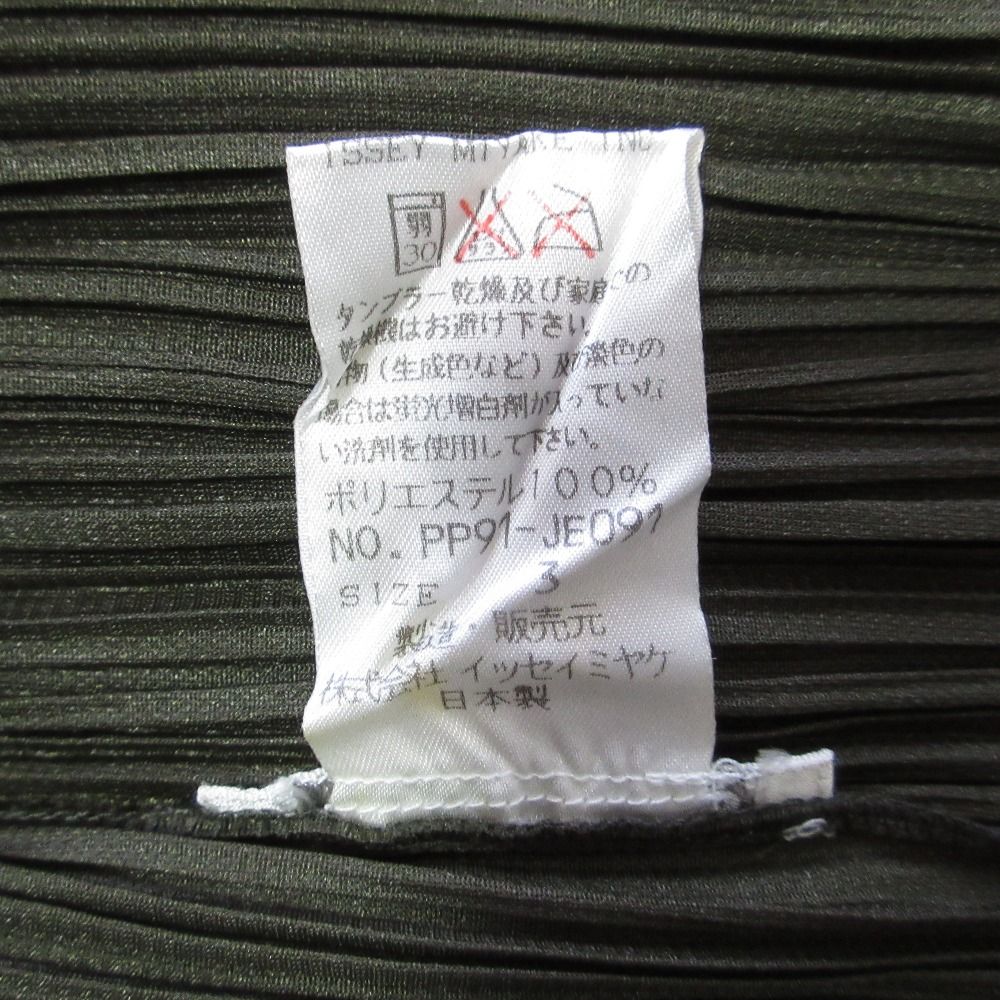 ISSEY MIYAKE INC
弱
30
タンブラー乾燥及び家庭での
乾燥機はお避け下さい。
(生成色など)及淡色の
場合は蛍光増白剤が入っていな
い洗剤を使用して下さい。
ポリエステル100%
NO. PP91-JE091
SIZE 3
販売元
株式会社 イッセイミヤケ
日本製